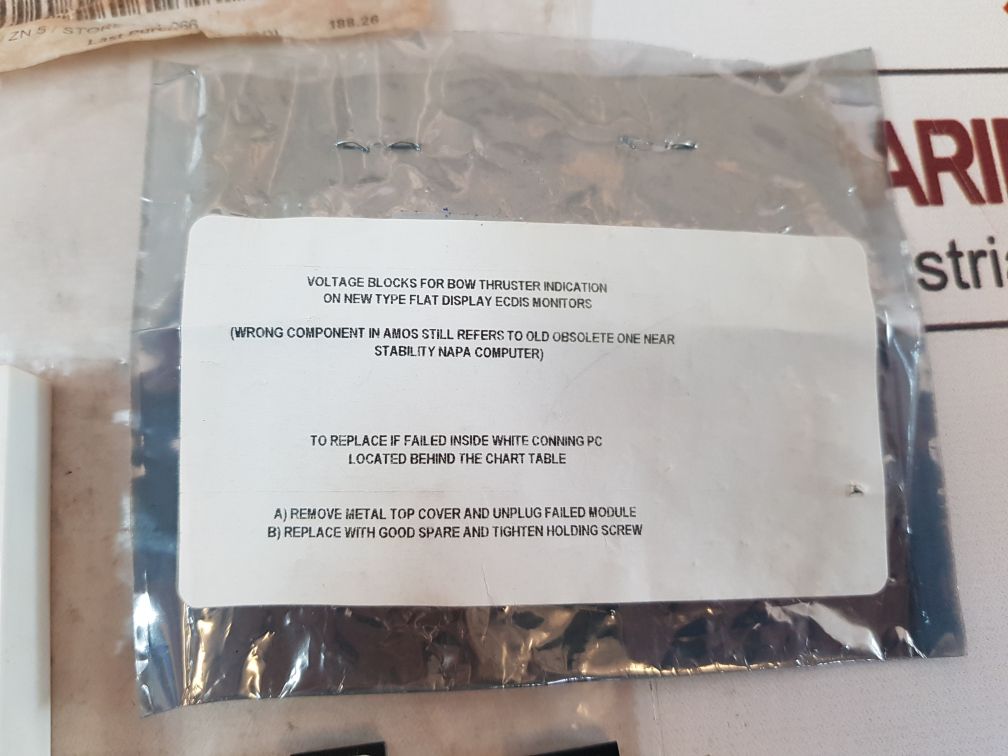 ZN 5 / STORE
188.26
ARI
stria
VOLTAGE BLOCKS FOR BOW THRUSTER INDICATION
ON NEW TYPE FLAT DISPLAY ECDIS MONITORS
(WRONG COMPONENT IN AMOS STILL REFERS TO OLD OBSOLETE ONE NEAR
STABILITY NAPA COMPUTER)
TO REPLACE IF FAILED INSIDE WHITE CONNING PC
LOCATED BEHIND THE CHART TABLE
A) REMOVE METAL TOP COVER AND UNPLUG FAILED MODULE
B) REPLACE WITH GOOD SPARE AND TIGHTEN HOLDING SCREW